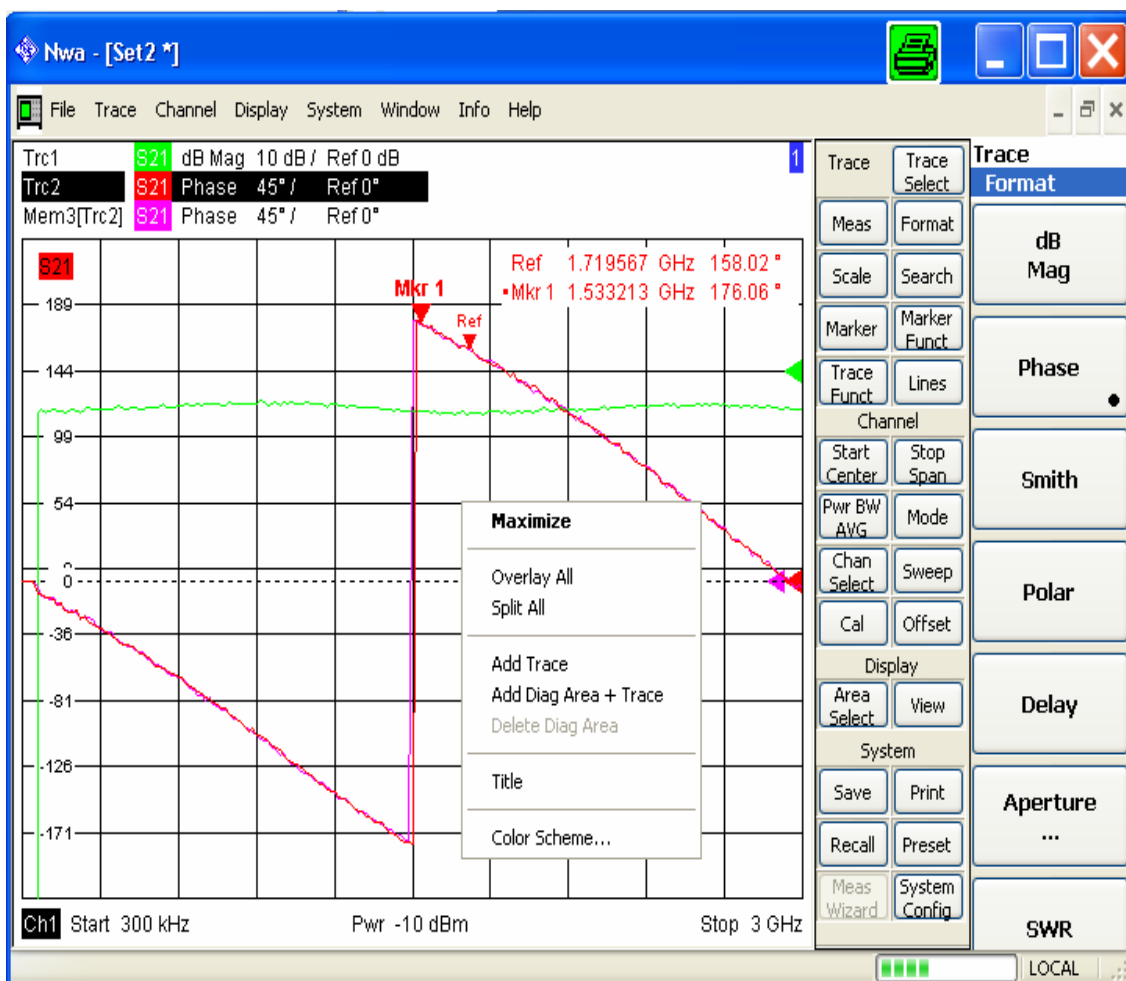 Nwa - [Set2 *]
File Trace Channel Display System Window Info Help
Trc1 S21 dB Mag 10 dB / Ref 0 dB 1
Trc2 S21 Phase 45° / Ref 0°
Mem3[Trc2] S21 Phase 45° / Ref 0°
S21
Ref 1.719567 GHz 158.02 °
•Mkr 1 1.533213 GHz 176.06 °
Mkr 1
Ref
189
144
99
54
0
-36
-81
-126
-171
Maximize
Overlay All
Split All
Add Trace
Add Diag Area + Trace
Delete Diag Area
Title
Color Scheme...
Ch1 Start 300 kHz Pwr -10 dBm Stop 3 GHz
Trace
Trace Select
Meas
Format
Scale
Search
Marker
Marker Funct
Trace Funct
Lines
Channel
Start Center
Stop Span
Pwr BW AVG
Mode
Chan Select
Sweep
Cal
Offset
Display
Area Select
View
System
Save
Print
Recall
Preset
Meas Wizard
System Config
Trace
Format
dB
Mag
Phase
Smith
Polar
Delay
Aperture
...
SWR
LOCAL